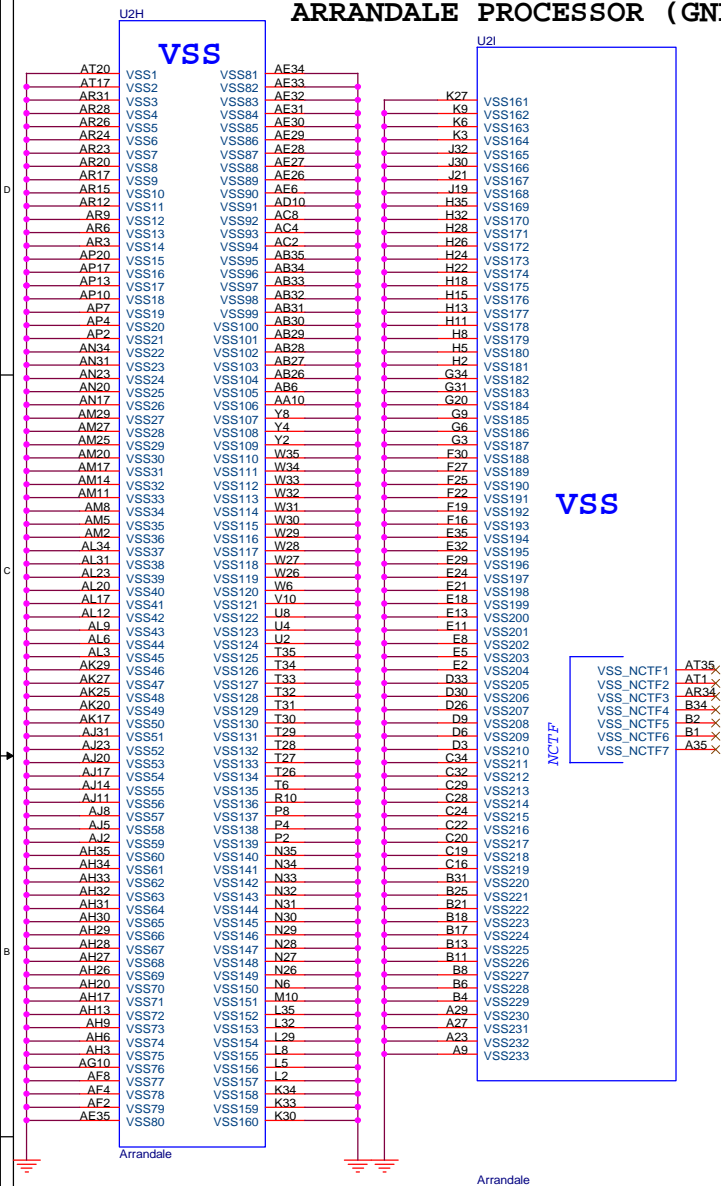 ARRANDALE PROCESSOR (GN
U2H
VSS
AT20 VSS1 VSS81 AE34
AT17 VSS2 VSS82 AE33
AR31 VSS3 VSS83 AE32
AR28 VSS4 VSS84 AE31
AR26 VSS5 VSS85 AE30
AR24 VSS6 VSS86 AE29
AR23 VSS7 VSS87 AE28
AR20 VSS8 VSS88 AE27
AR17 VSS9 VSS89 AE26
AR15 VSS10 VSS90 AE6
AR12 VSS11 VSS91 AD10
AR9 VSS12 VSS92 AC8
AR6 VSS13 VSS93 AC4
AR3 VSS14 VSS94 AC2
AP20 VSS15 VSS95 AB35
AP17 VSS16 VSS96 AB34
AP13 VSS17 VSS97 AB33
AP10 VSS18 VSS98 AB32
AP7 VSS19 VSS99 AB31
AP4 VSS20 VSS100 AB30
AP2 VSS21 VSS101 AB29
AN34 VSS22 VSS102 AB28
AN31 VSS23 VSS103 AB27
AN23 VSS24 VSS104 AB26
AN20 VSS25 VSS105 AB6
AN17 VSS26 VSS106 AA10
AM29 VSS27 VSS107 Y8
AM27 VSS28 VSS108 Y4
AM25 VSS29 VSS109 Y2
AM20 VSS30 VSS110 W35
AM17 VSS31 VSS111 W34
AM14 VSS32 VSS112 W33
AM11 VSS33 VSS113 W32
AM8 VSS34 VSS114 W31
AM5 VSS35 VSS115 W30
AM2 VSS36 VSS116 W29
AL34 VSS37 VSS117 W28
AL31 VSS38 VSS118 W27
AL23 VSS39 VSS119 W26
AL20 VSS40 VSS120 W6
AL17 VSS41 VSS121 V10
AL12 VSS42 VSS122 U8
AL9 VSS43 VSS123 U4
AL6 VSS44 VSS124 U2
AL3 VSS45 VSS125 T35
AK29 VSS46 VSS126 T34
AK27 VSS47 VSS127 T33
AK25 VSS48 VSS128 T32
AK20 VSS49 VSS129 T31
AK17 VSS50 VSS130 T30
AJ31 VSS51 VSS131 T29
AJ23 VSS52 VSS132 T28
AJ20 VSS53 VSS133 T27
AJ17 VSS54 VSS134 T26
AJ14 VSS55 VSS135 T6
AJ11 VSS56 VSS136 R10
AJ8 VSS57 VSS137 P8
AJ5 VSS58 VSS138 P4
AJ2 VSS59 VSS139 P2
AH35 VSS60 VSS140 N35
AH34 VSS61 VSS141 N34
AH33 VSS62 VSS142 N33
AH32 VSS63 VSS143 N32
AH31 VSS64 VSS144 N31
AH30 VSS65 VSS145 N30
AH29 VSS66 VSS146 N29
AH28 VSS67 VSS147 N28
AH27 VSS68 VSS148 N27
AH26 VSS69 VSS149 N26
AH20 VSS70 VSS150 N6
AH17 VSS71 VSS151 M10
AH13 VSS72 VSS152 L35
AH9 VSS73 VSS153 L32
AH6 VSS74 VSS154 L29
AH3 VSS75 VSS155 L8
AG10 VSS76 VSS156 L5
AF8 VSS77 VSS157 L2
AF4 VSS78 VSS158 K34
AF2 VSS79 VSS159 K33
AE35 VSS80 VSS160 K30
Arrandale
D
C
B
U2I
K27 VSS161
K9 VSS162
K6 VSS163
K3 VSS164
J32 VSS165
J30 VSS166
J21 VSS167
J19 VSS168
H35 VSS169
H32 VSS170
H28 VSS171
H26 VSS172
H24 VSS173
H22 VSS174
H18 VSS175
H15 VSS176
H13 VSS177
H11 VSS178
H8 VSS179
H5 VSS180
H2 VSS181
G34 VSS182
G31 VSS183
G20 VSS184
G9 VSS185
G6 VSS186
G3 VSS187
F30 VSS188
F27 VSS189
F25 VSS190
F22 VSS191
F19 VSS192
F16 VSS193
E35 VSS194
E32 VSS195
E29 VSS196
E24 VSS197
E21 VSS198
E18 VSS199
E13 VSS200
E11 VSS201
E8 VSS202
E5 VSS203
E2 VSS204
D33 VSS205
D30 VSS206
D26 VSS207
D9 VSS208
D6 VSS209
D3 VSS210
C34 VSS211
C32 VSS212
C29 VSS213
C28 VSS214
C24 VSS215
C22 VSS216
C20 VSS217
C19 VSS218
C16 VSS219
B31 VSS220
B25 VSS221
B21 VSS222
B18 VSS223
B17 VSS224
B13 VSS225
B11 VSS226
B8 VSS227
B6 VSS228
B4 VSS229
A29 VSS230
A27 VSS231
A23 VSS232
A9 VSS233
VSS
NCTF
VSS_NCTF1 AT35
VSS_NCTF2 AT1
VSS_NCTF3 AR34
VSS_NCTF4 B34
VSS_NCTF5 B2
VSS_NCTF6 B1
VSS_NCTF7 A35
Arrandale